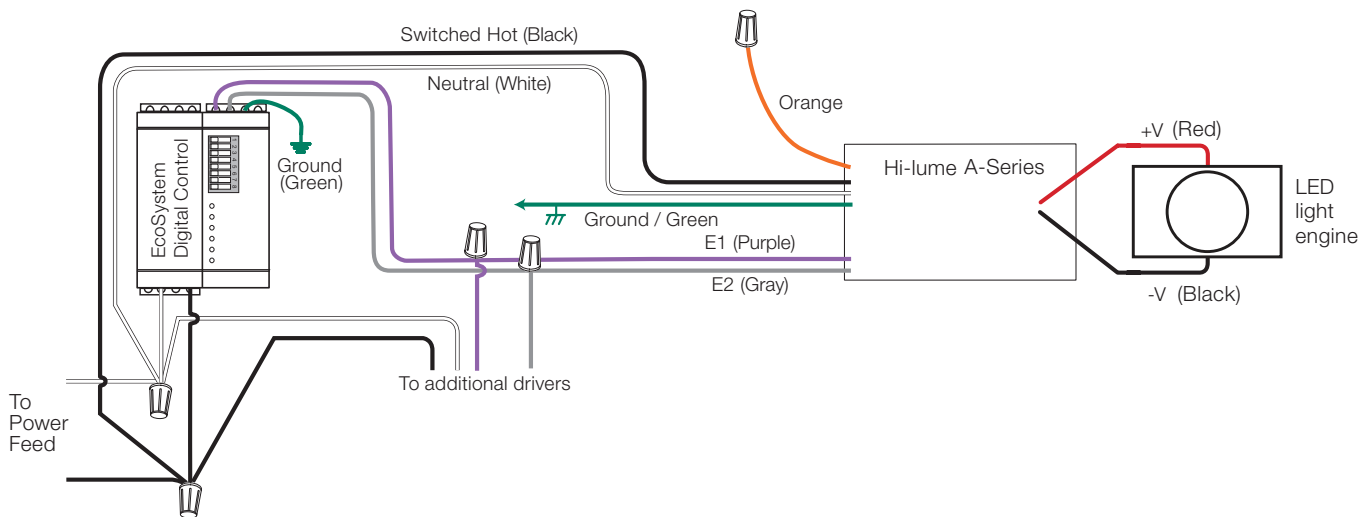 Switched Hot (Black)
Neutral (White)
Orange
+V (Red)
Hi-lume A-Series
EcoSystem
Digital Control
Ground
(Green)
LED
light
engine
Ground / Green
E1 (Purple)
E2 (Gray)
-V (Black)
To additional drivers
To
Power
Feed